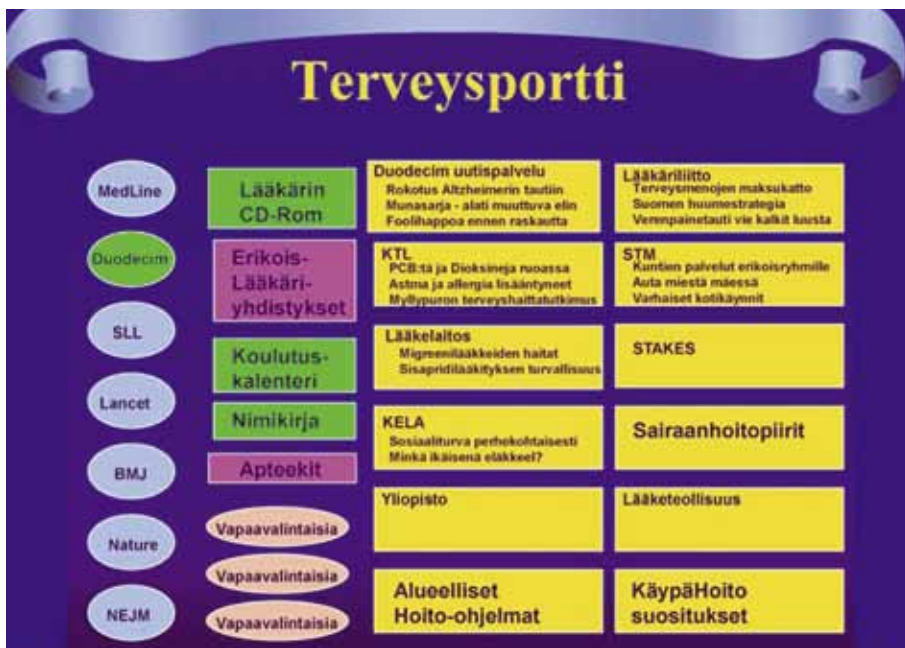 Terveysportti
MedLine
Duodecim
SLL
Lancet
BMJ
Nature
NEJM
Lääkärin
CD-Rom
Erikois-
Lääkäri-
yhdistykset
Koulutus-
kalenteri
Nimikirja
Apteekit
Vapaavalintaisia
Vapaavalintaisia
Vapaavalintaisia
Duodecim uutispalvelu
Rokotus Altzheimerin tautiin
Munasarja - alati muuttuva elin
Foolihappoa ennen raskautta
KTL
PCB:tä ja Dioksineja ruoassa
Astma ja allergia lisääntyneet
Myllypuron terveyshaittatutkimus
Lääkelaitos
Migreenilääkkeiden haitat
Sisapridilääkityksen turvallisuus
KELA
Sosiaaliturva perhekohtaisesti
Minkä ikäisenä eläkkeel?
Yliopisto
Alueelliset
Hoito-ohjelmat
Lääkäriliitto
Terveysmenojen maksukatto
Suomen huumestrategia
Verenpainetauti vie kalkit luusta
STM
Kuntien palvelut erikoisryhmille
Auta miestä mäessä
Varhaiset kotikäynnit
STAKES
Sairaanhoitopiirit
Lääketeollisuus
KäypäHoito
suositukset